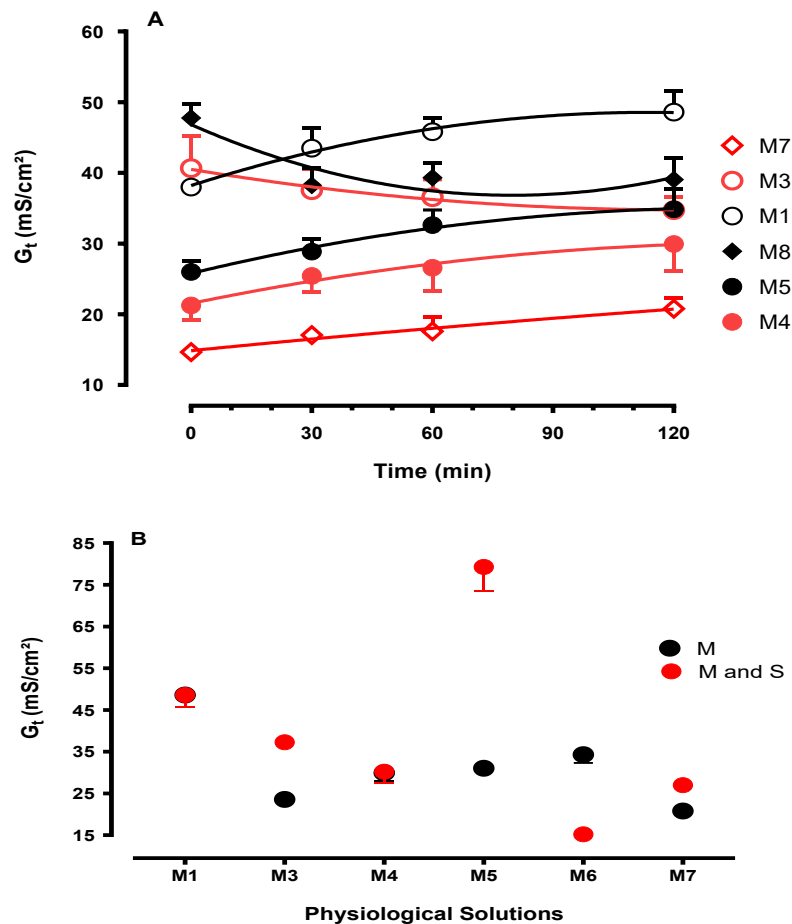 A
60
50
40
30
20
10
Gt (mS/cm²)
0 30 60 90 120
Time (min)
M7
M3
M1
M8
M5
M4
B
85
75
65
55
45
35
25
15
Gt (mS/cm²)
M
M and S
M1 M3 M4 M5 M6 M7
Physiological Solutions